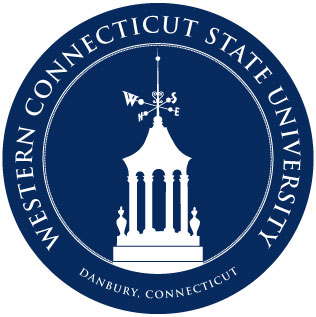 WESTERN CONNECTICUT STATE UNIVERSITY
W S
N E
DANBURY, CONNECTICUT